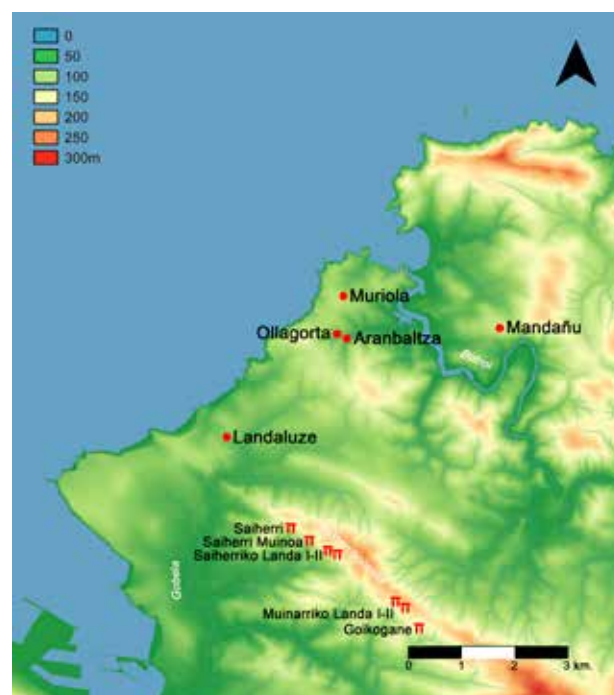 0
50
100
150
200
250
300m
Muriola
Ollagorta
Aranbaltza
Mandañu
Butroi
Landaluze
Saiherri
Saiherri Muinoa
Saiherriko Landa I-II
Gobela
Muinarriko Landa I-II
Goikogane
0 1 2 3 km.